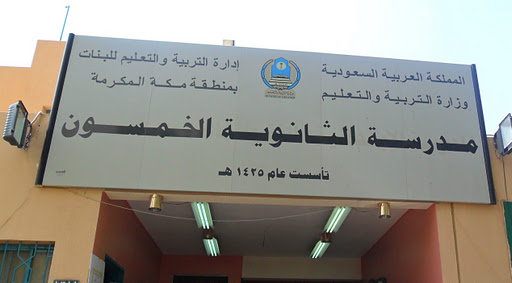 المملكة العربية السعودية
وزارة التربية والتعليم
إدارة التربية والتعليم للبنات
بمنطقة مكة المكرمة
مدرسة الثانوية الخمسون
تأسست عام ١٤٢٥ هـ